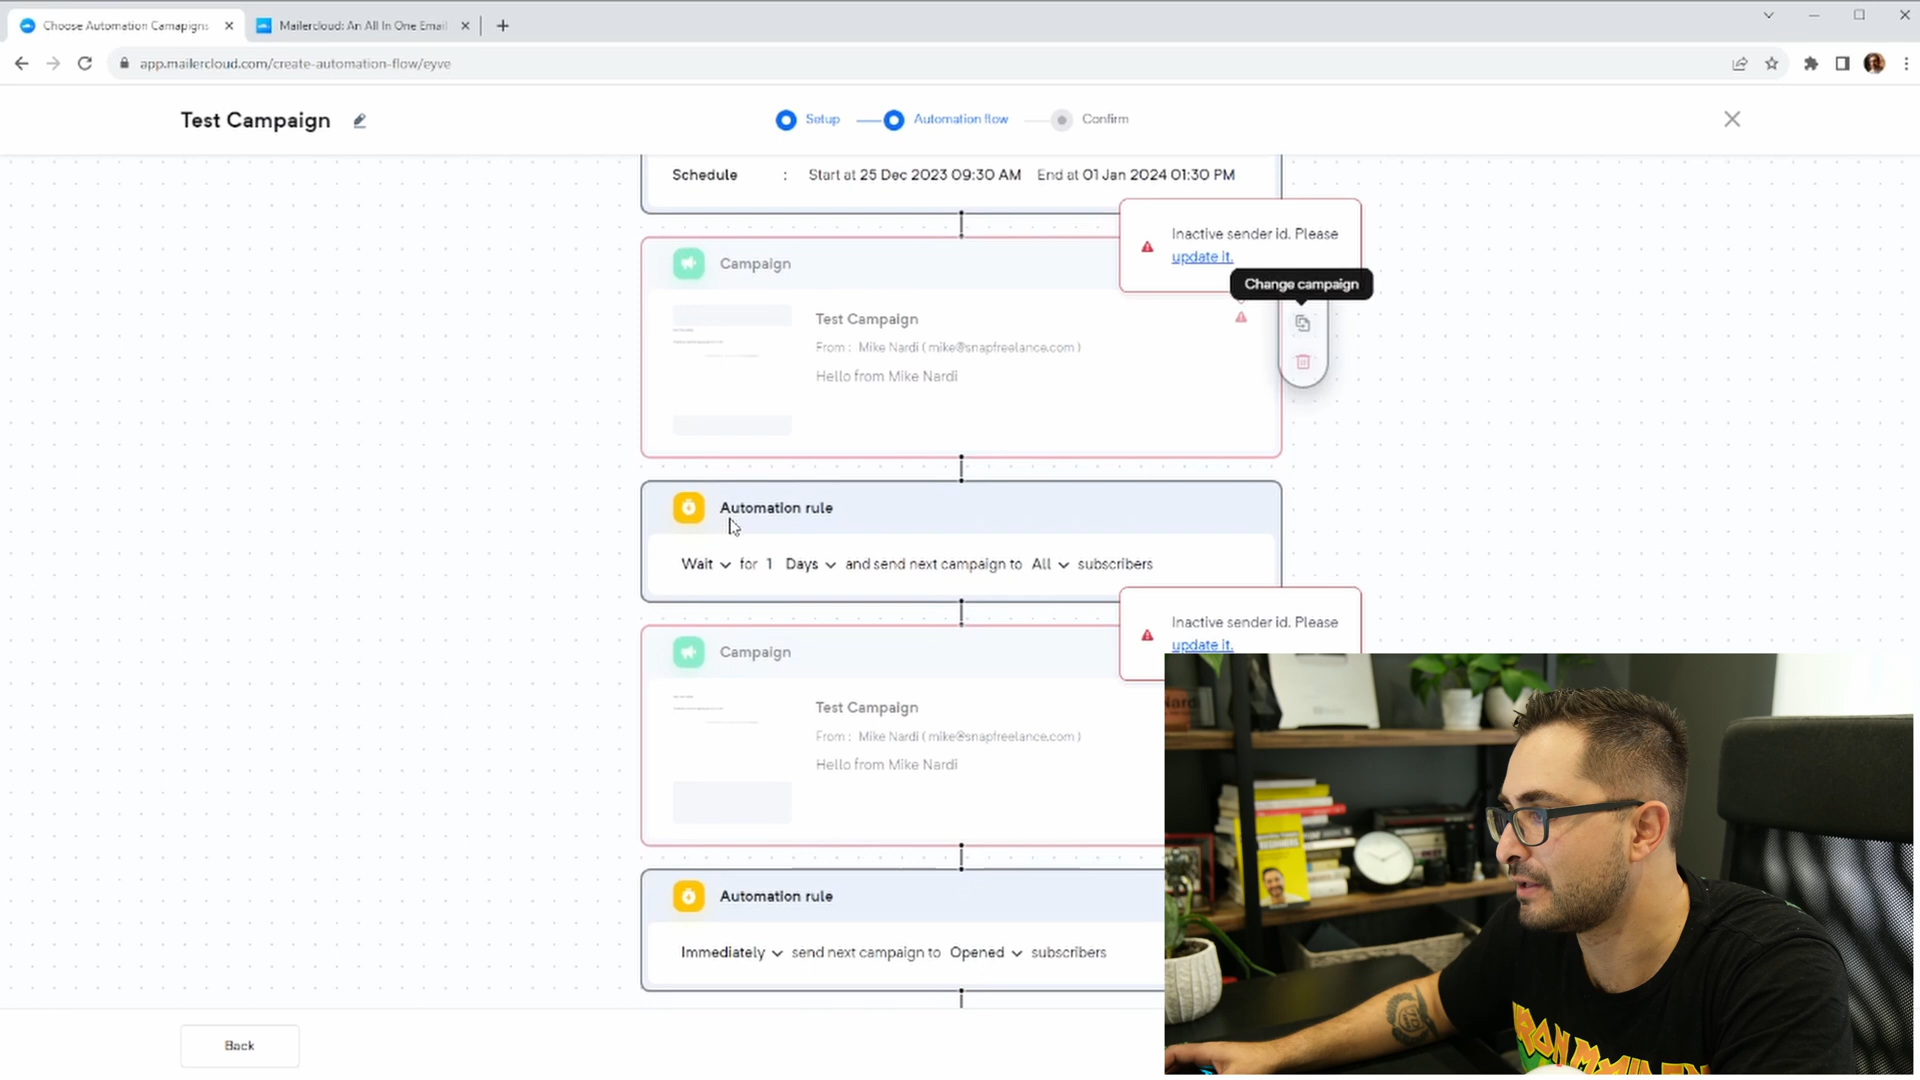 Choose Automation Camapigns
Mailercloud: An All In One Email
app.mailercloud.com/create-automation-flow/eyve
Test Campaign
Setup
Automation flow
Confirm
Schedule : Start at 25 Dec 2023 09:30 AM End at 01 Jan 2024 01:30 PM
Inactive sender id. Please
update it.
Campaign
Change campaign
Test Campaign
From : Mike Nardi ( mike@snapfreelance.com )
Hello from Mike Nardi
Automation rule
Wait for 1 Days and send next campaign to All subscribers
Inactive sender id. Please
update it.
Campaign
Test Campaign
From : Mike Nardi ( mike@snapfreelance.com )
Hello from Mike Nardi
Automation rule
Immediately send next campaign to Opened subscribers
Back
Nardi
IRON MAIDEN